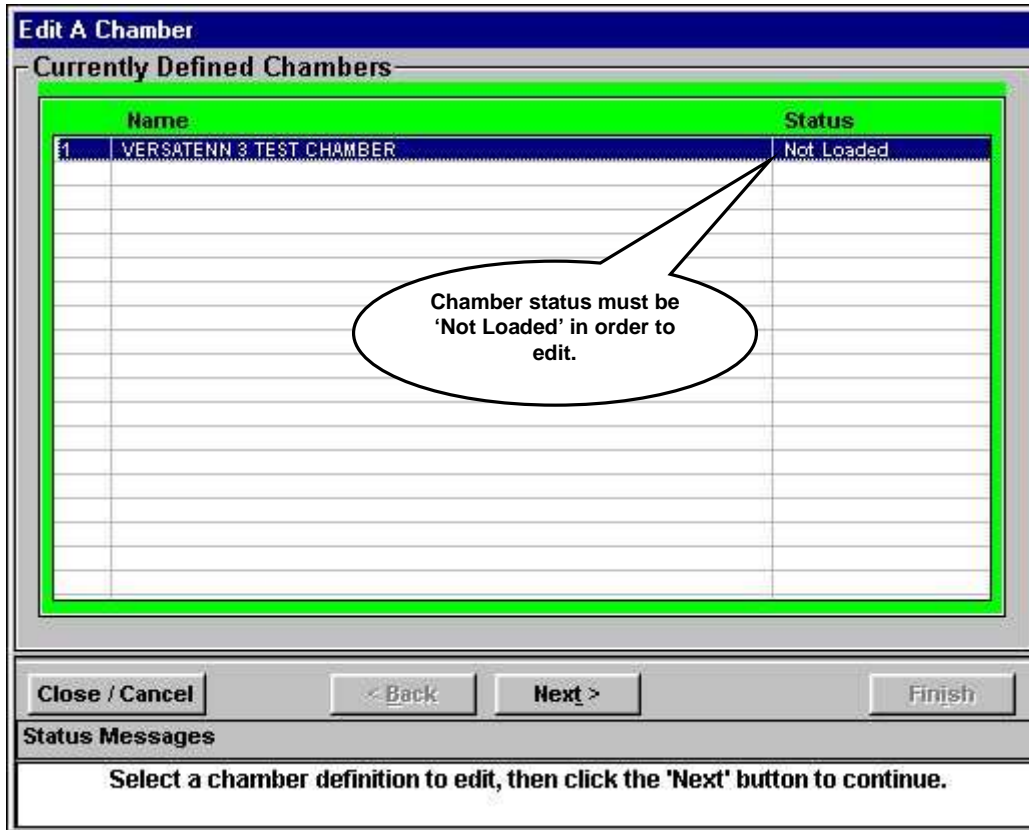 Edit A Chamber
Currently Defined Chambers
Name Status
1 VERSATENN 3 TEST CHAMBER Not Loaded
Chamber status must be
‘Not Loaded’ in order to
edit.
Close / Cancel < Back Next > Finish
Status Messages
Select a chamber definition to edit, then click the 'Next' button to continue.